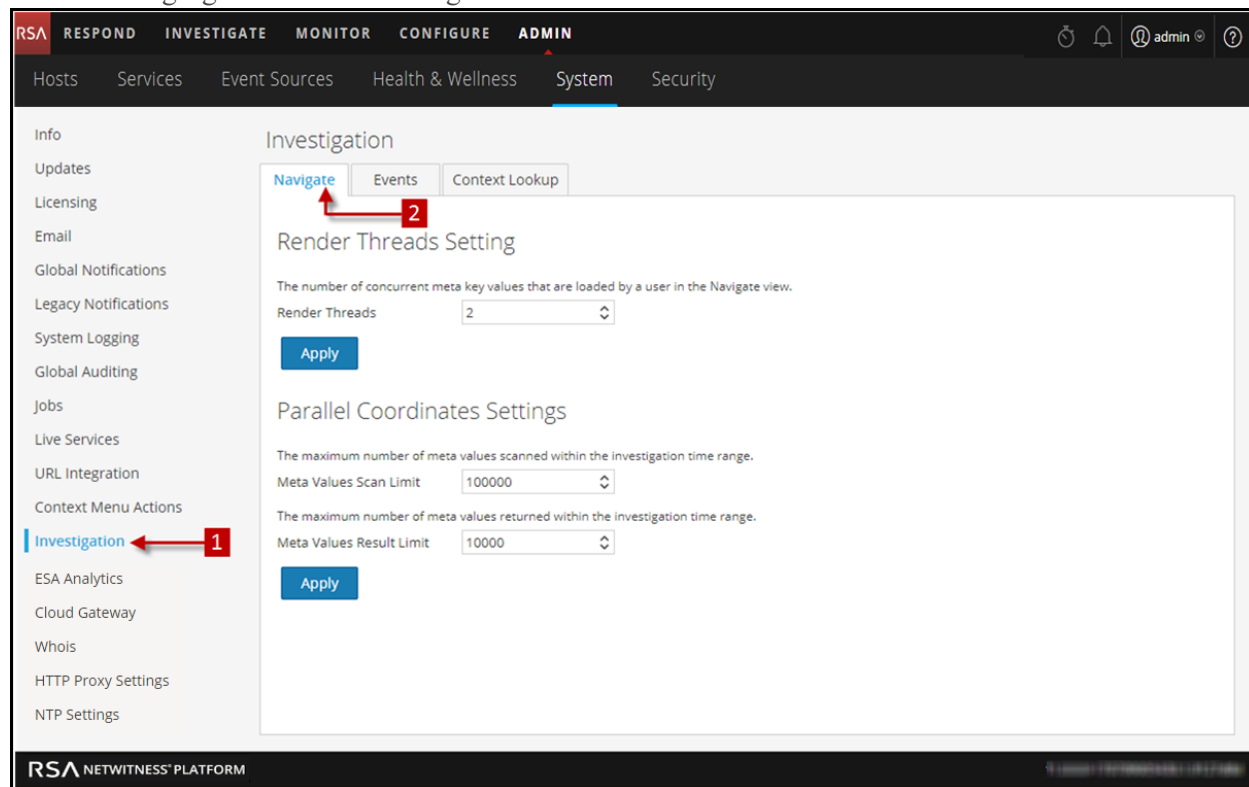 RSA RESPOND INVESTIGATE MONITOR CONFIGURE ADMIN admin ?
Hosts Services Event Sources Health & Wellness System Security
Info
Updates
Licensing
Email
Global Notifications
Legacy Notifications
System Logging
Global Auditing
Jobs
Live Services
URL Integration
Context Menu Actions
Investigation 1
ESA Analytics
Cloud Gateway
Whois
HTTP Proxy Settings
NTP Settings
Investigation
Navigate Events Context Lookup
2
Render Threads Setting
The number of concurrent meta key values that are loaded by a user in the Navigate view.
Render Threads 2
Apply
Parallel Coordinates Settings
The maximum number of meta values scanned within the investigation time range.
Meta Values Scan Limit 100000
The maximum number of meta values returned within the investigation time range.
Meta Values Result Limit 10000
Apply
RSA NETWITNESS® PLATFORM